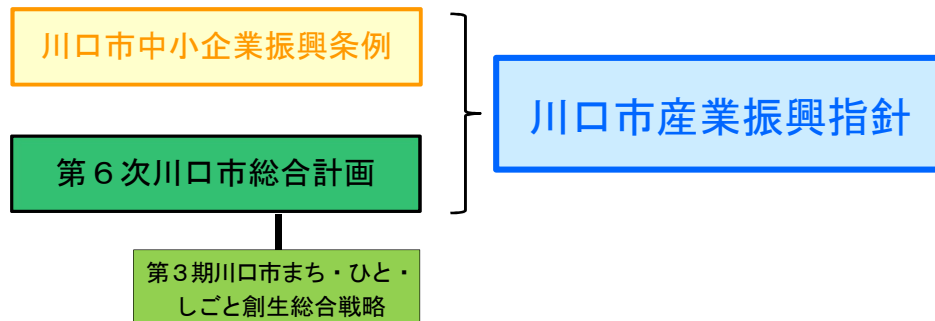 川口市中小企業振興条例
川口市産業振興指針
第６次川口市総合計画
第３期川口市まち・ひと・
しごと創生総合戦略